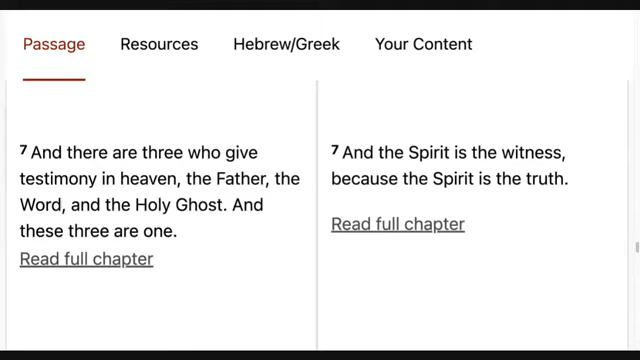 Passage Resources Hebrew/Greek Your Content
7 And there are three who give
testimony in heaven, the Father, the
Word, and the Holy Ghost. And
these three are one.
Read full chapter
7 And the Spirit is the witness,
because the Spirit is the truth.
Read full chapter